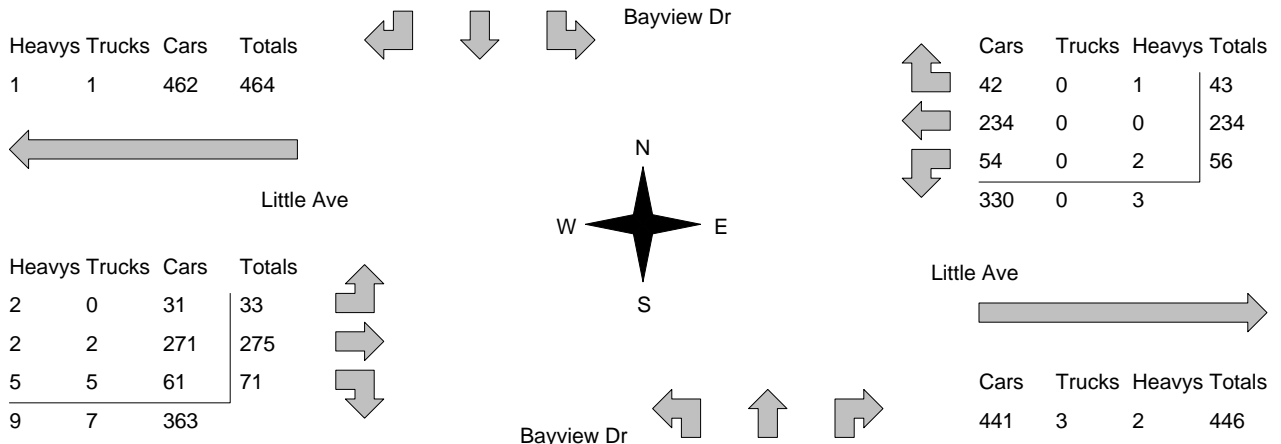 Bayview Dr
Heavys Trucks Cars Totals
1 1 462 464
Cars Trucks Heavys Totals
42 0 1 43
234 0 0 234
54 0 2 56
330 0 3
N
W E
S
Little Ave
Heavys Trucks Cars Totals
2 0 31 33
2 2 271 275
5 5 61 71
9 7 363
Little Ave
Cars Trucks Heavys Totals
441 3 2 446
Bayview Dr